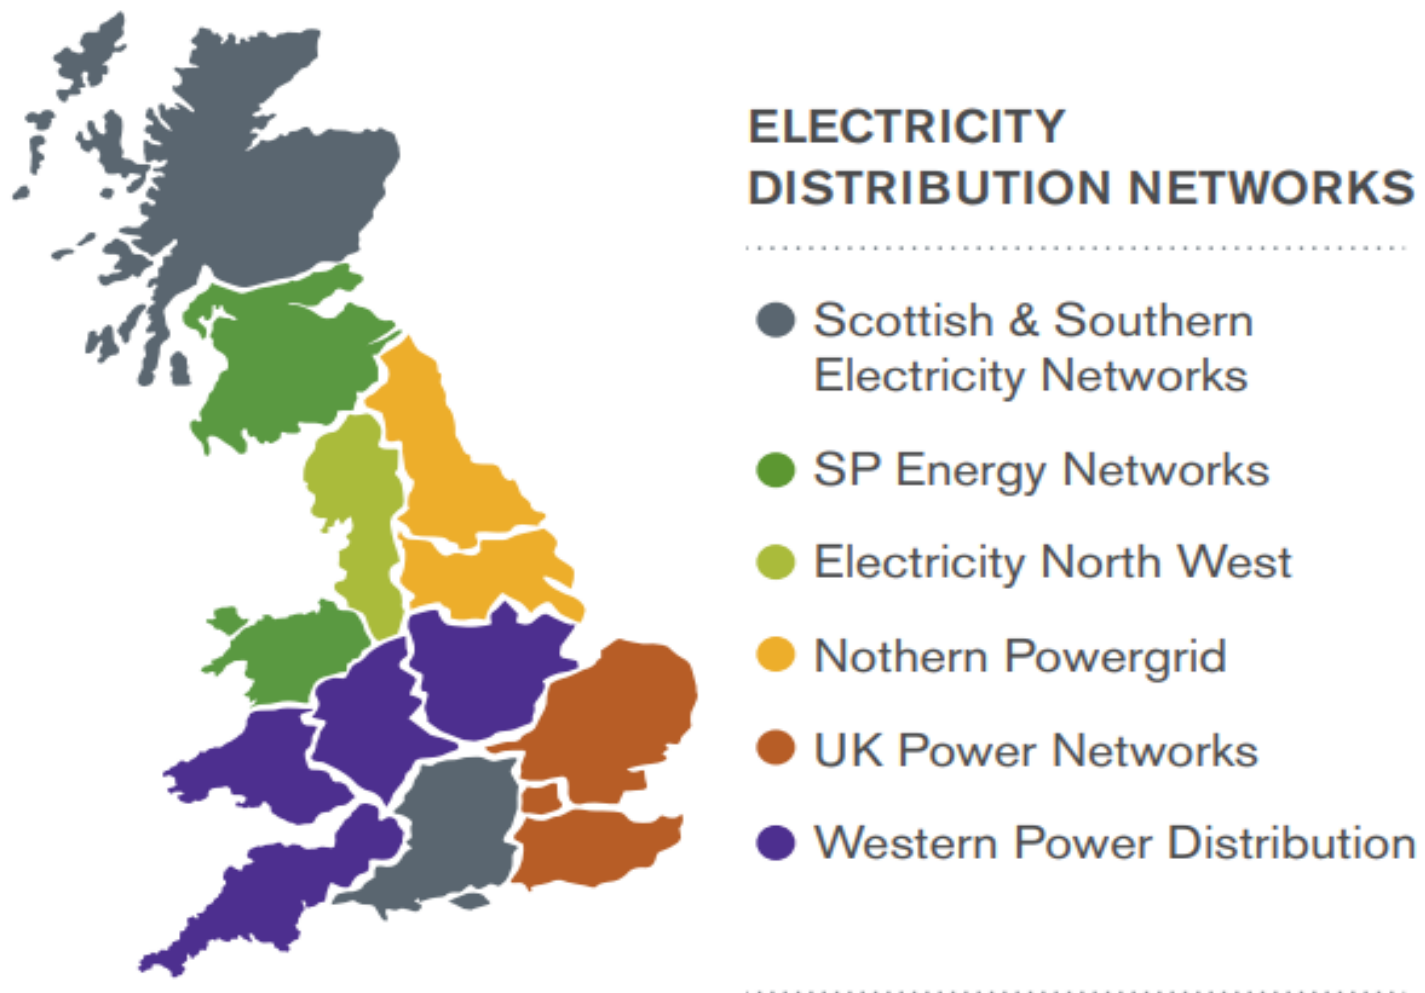 ELECTRICITY
DISTRIBUTION NETWORKS
Scottish & Southern
Electricity Networks
SP Energy Networks
Electricity North West
Nothern Powergrid
UK Power Networks
Western Power Distribution